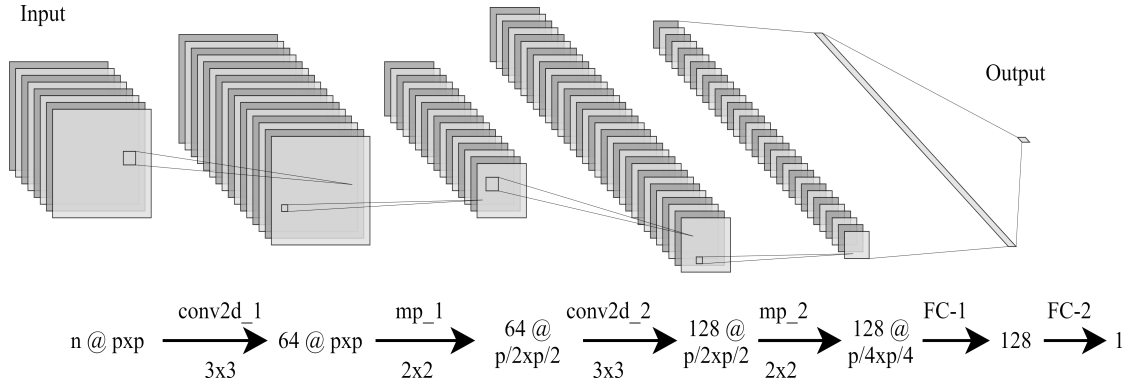 Input
Output
conv2d_1
mp_1
conv2d_2
mp_2
FC-1
FC-2
n @ pxp
64 @ pxp
64 @
p/2xp/2
128 @
p/2xp/2
128 @
p/4xp/4
128
1
3x3
2x2
3x3
2x2